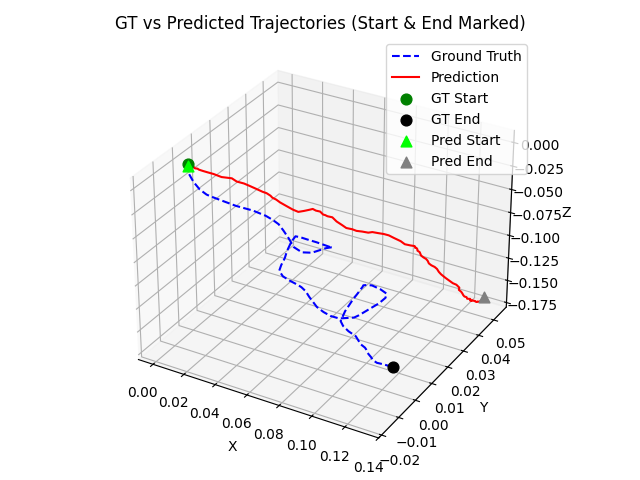 GT vs Predicted Trajectories (Start & End Marked)
Ground Truth
Prediction
GT Start
GT End
Pred Start
Pred End
0.000
−0.025
−0.050
−0.075
−0.100
−0.125
−0.150
−0.175
Z
0.05
0.04
0.03
0.02
0.01
0.00
−0.01
−0.02
Y
0.00
0.02
0.04
0.06
0.08
0.10
0.12
0.14
X